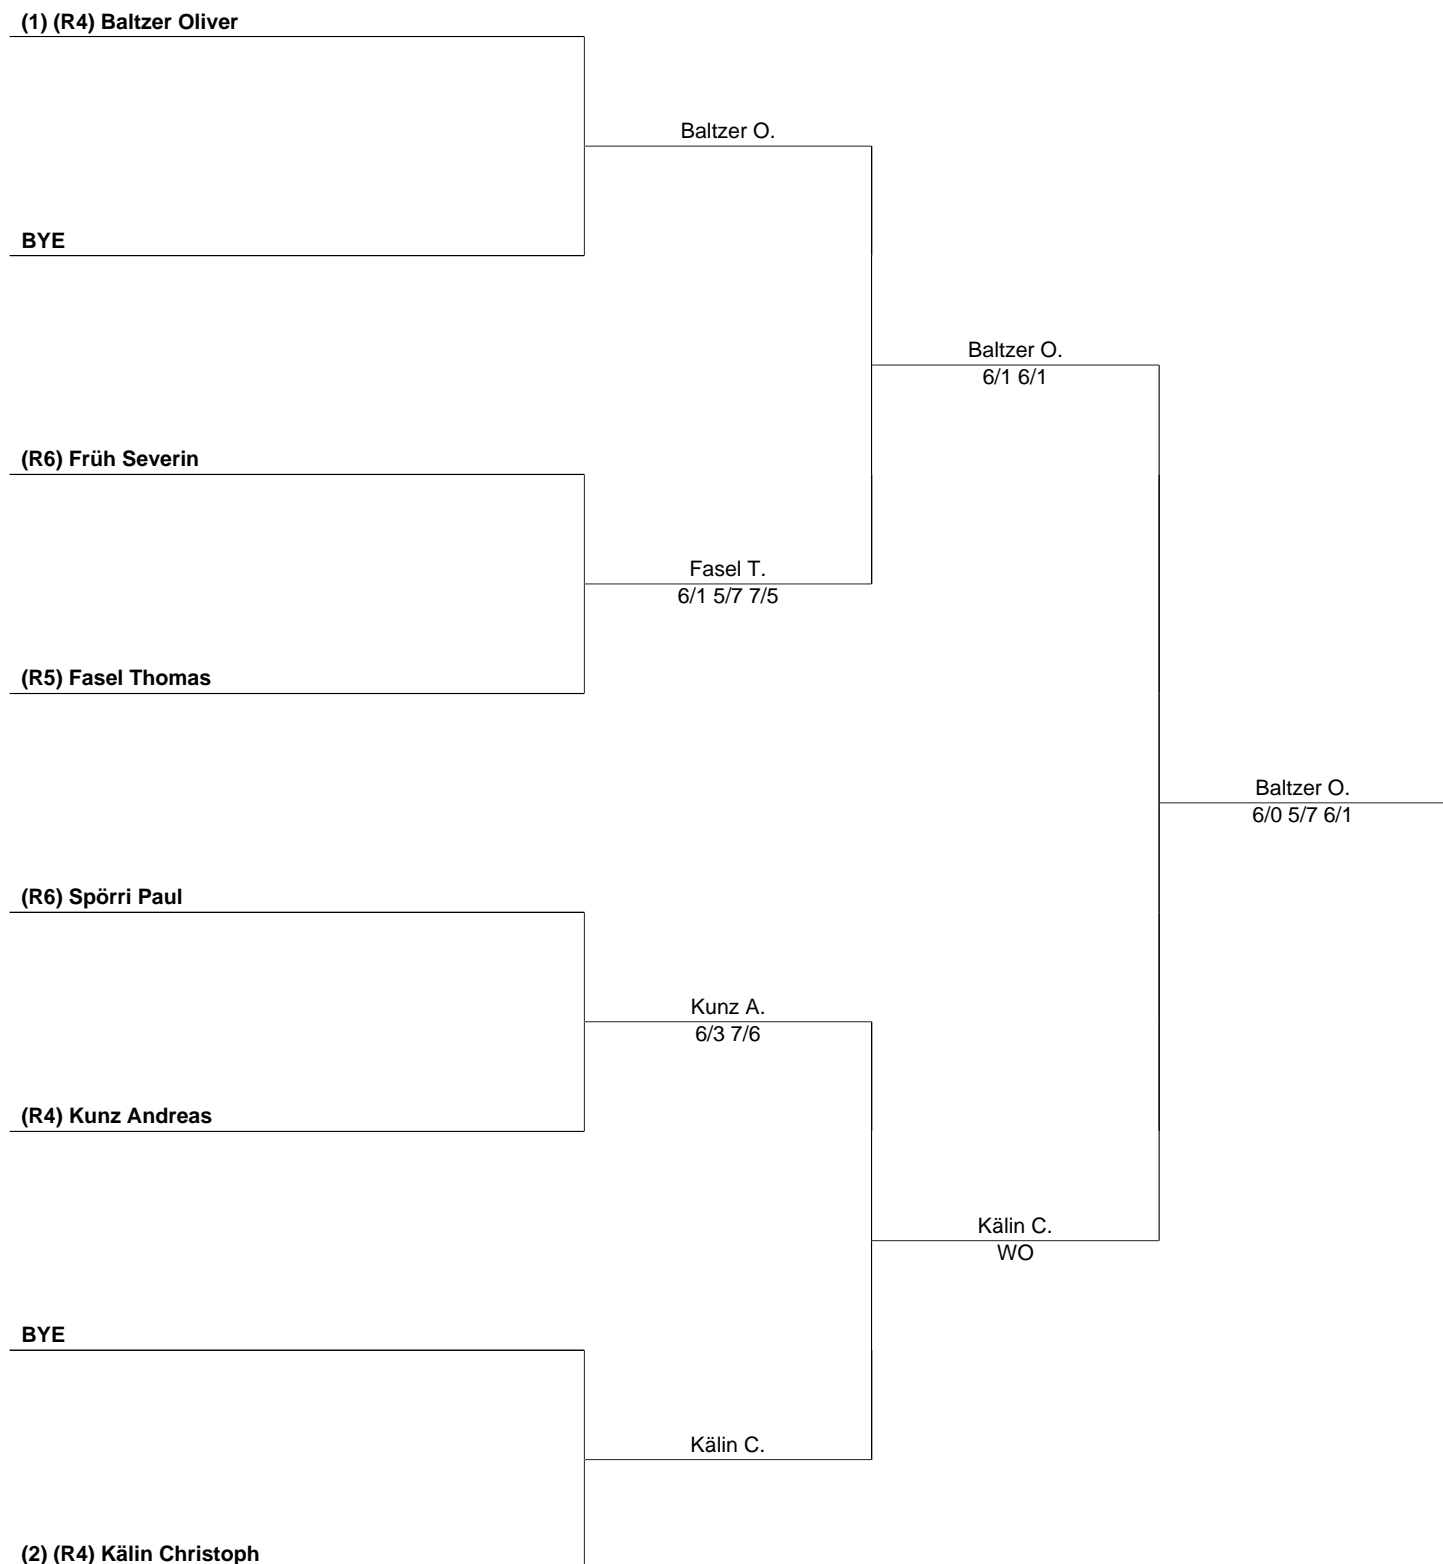 (1) (R4) Baltzer Oliver
Baltzer O.
BYE
Baltzer O.
6/1 6/1
(R6) Früh Severin
Fasel T.
6/1 5/7 7/5
(R5) Fasel Thomas
Baltzer O.
6/0 5/7 6/1
(R6) Spörri Paul
Kunz A.
6/3 7/6
(R4) Kunz Andreas
Kälin C.
WO
BYE
Kälin C.
(2) (R4) Kälin Christoph